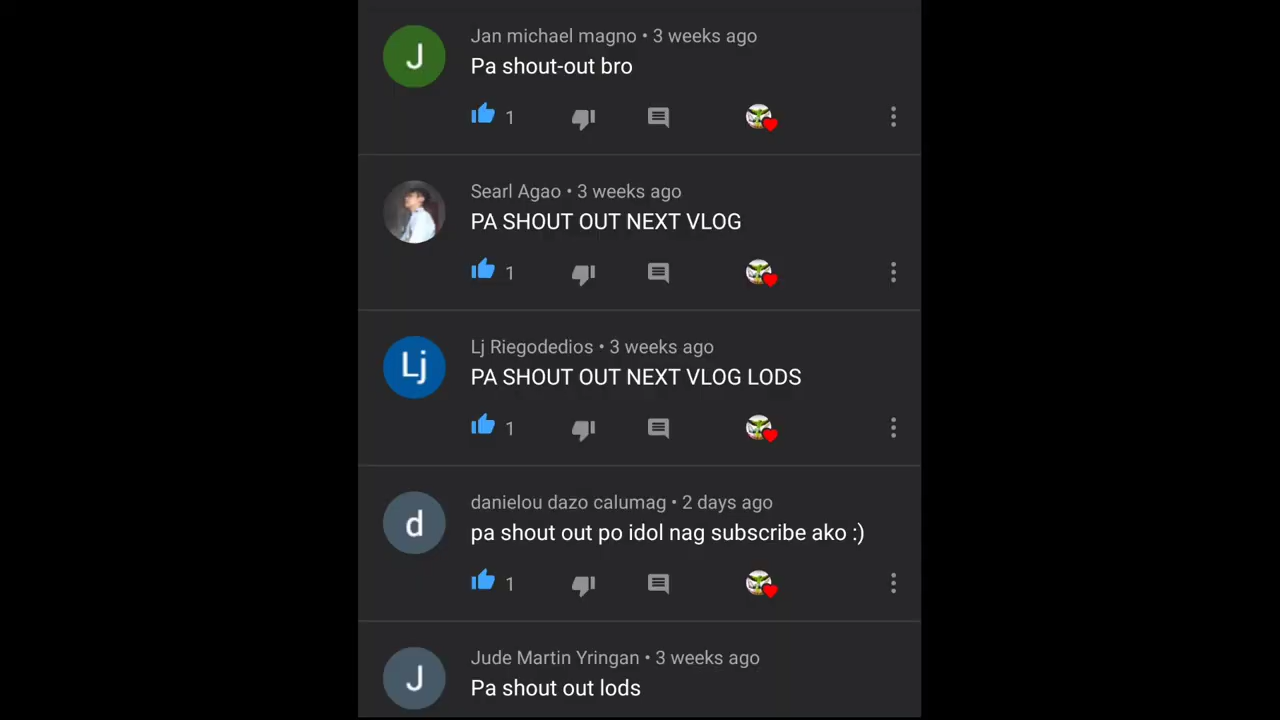 J
Jan michael magno • 3 weeks ago
Pa shout-out bro
1
Searl Agao • 3 weeks ago
PA SHOUT OUT NEXT VLOG
1
Lj
Lj Riegodedios • 3 weeks ago
PA SHOUT OUT NEXT VLOG LODS
1
d
danielou dazo calumag • 2 days ago
pa shout out po idol nag subscribe ako :)
1
J
Jude Martin Yringan • 3 weeks ago
Pa shout out lods